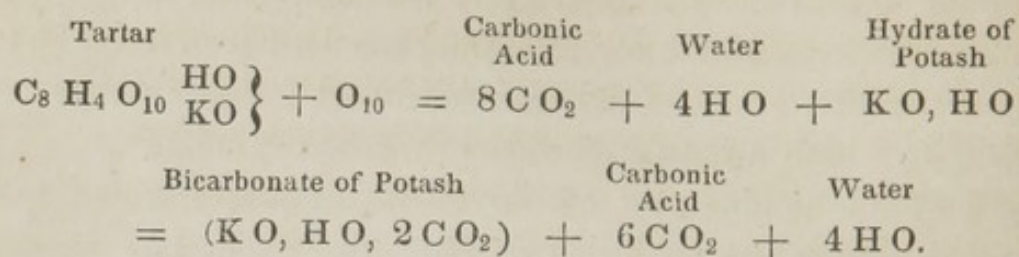 Tartar Carbonic Acid Water Hydrate of Potash
C₈ H₄ O₁₀ HO KO } + O₁₀ = 8 C O₂ + 4 H O + K O, H O
Bicarbonate of Potash Carbonic Acid Water
= (K O, H O, 2 C O₂) + 6 C O₂ + 4 H O.